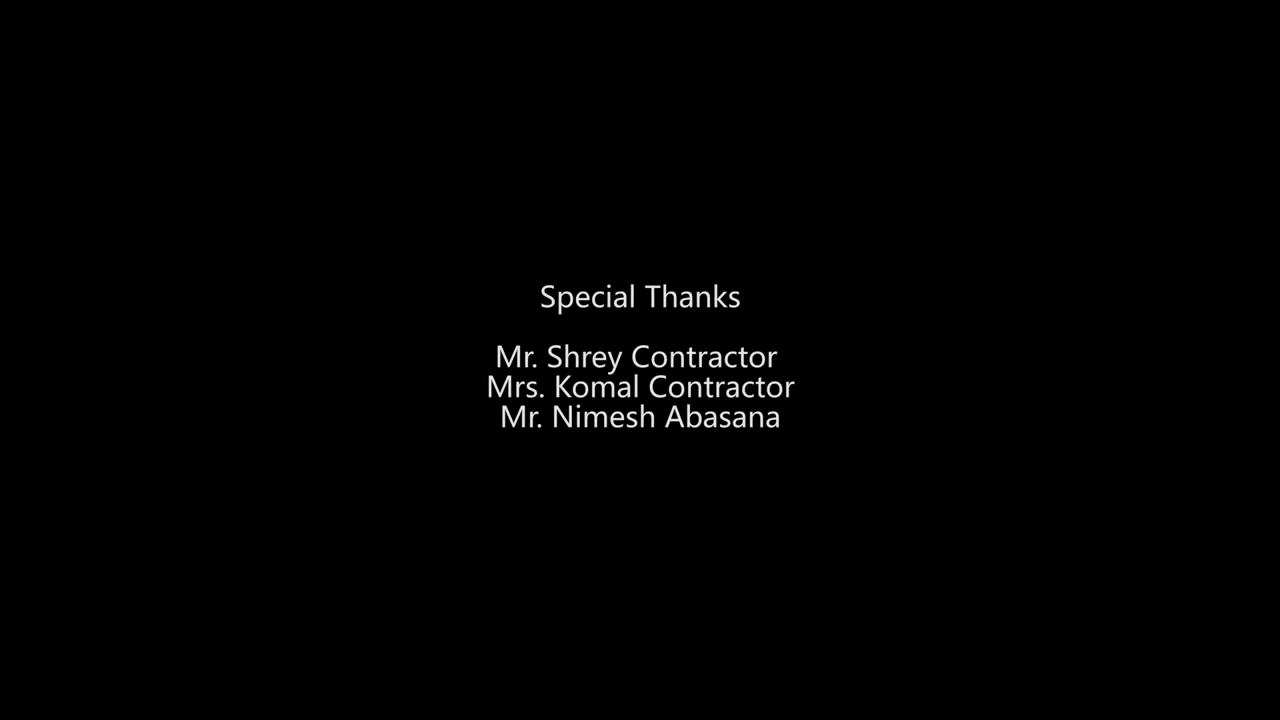 Special Thanks
Mr. Shrey Contractor
Mrs. Komal Contractor
Mr. Nimesh Abasana